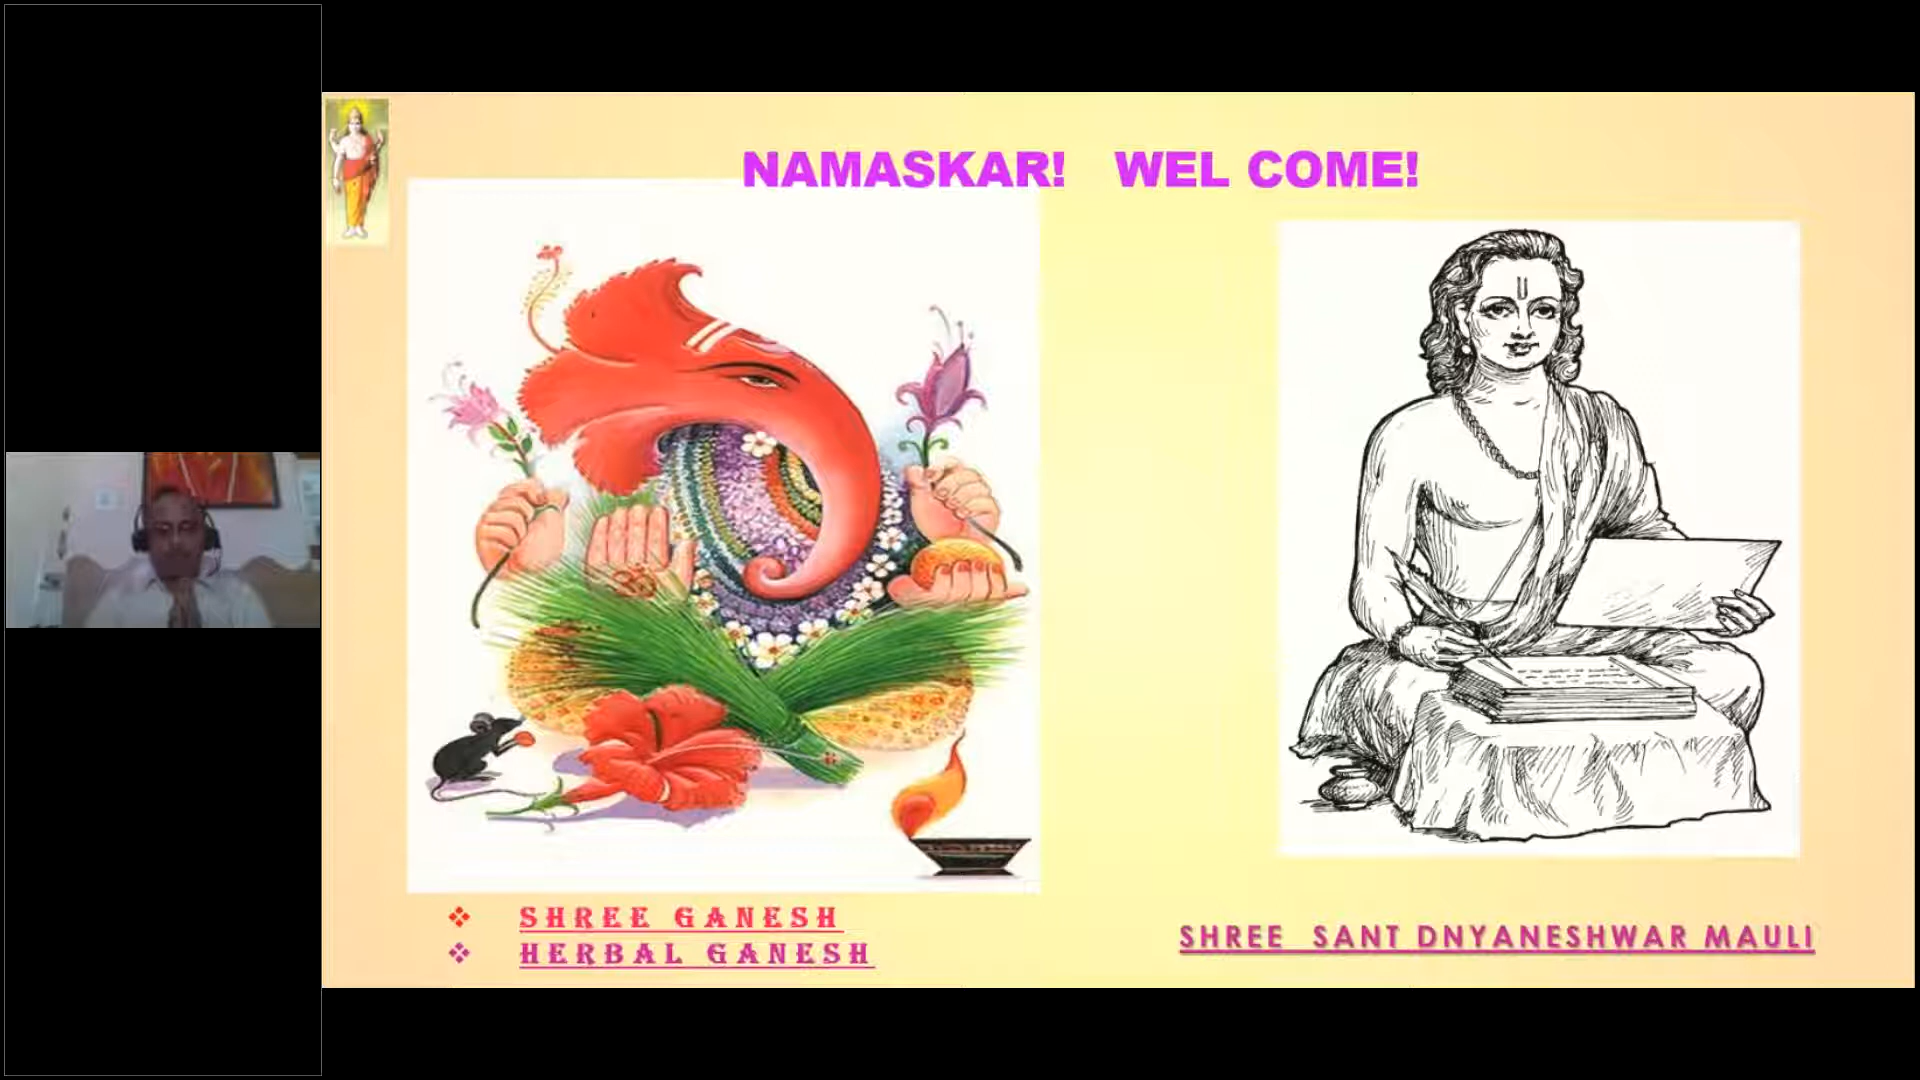 NAMASKAR! WEL COME!
SHREE GANESH
HERBAL GANESH
SHREE SANT DNYANESHWAR MAULI